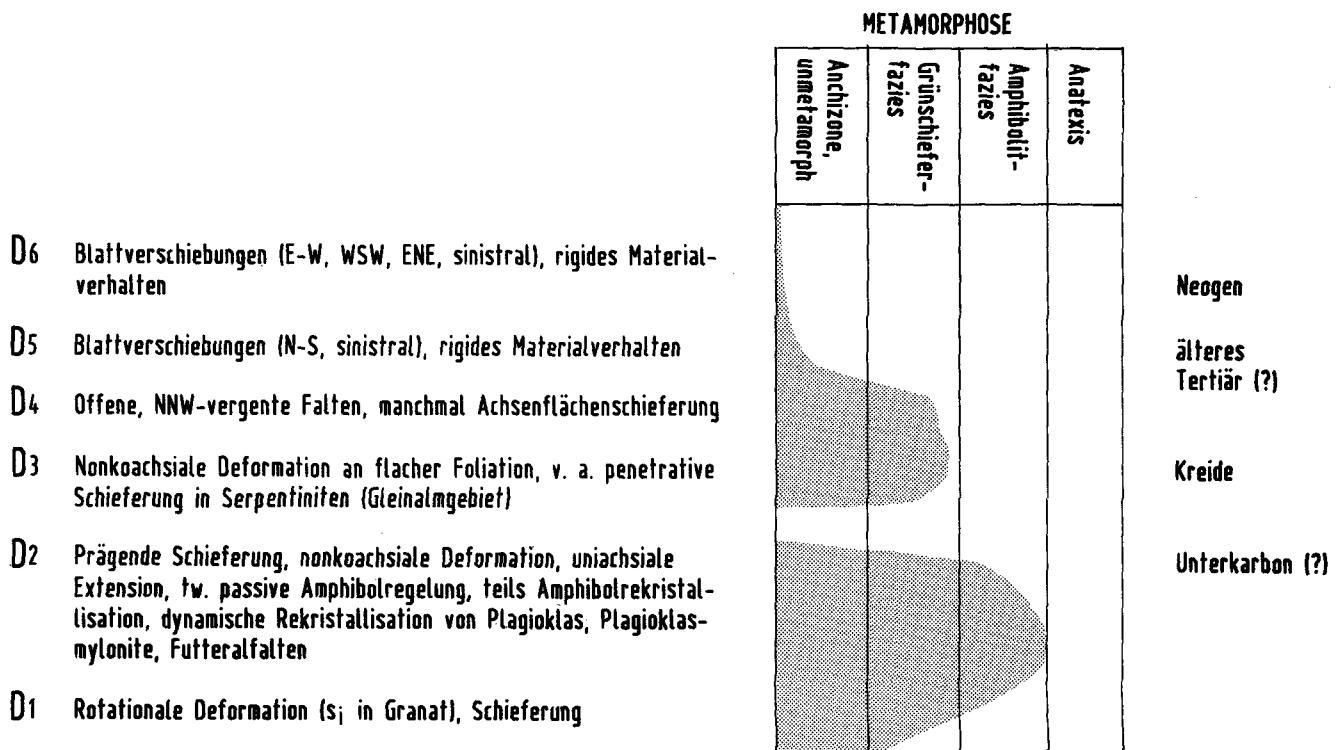 METAMORPHOSE
Anchizone,
unmetamorph
Grünschiefer-
fazies
Amphibolit-
fazies
Anatexis
D6 Blattverschiebungen (E-W, WSW, ENE, sinistral), rigides Material-
verhalten
Neogen
D5 Blattverschiebungen (N-S, sinistral), rigides Materialverhalten
älteres
Tertiär (?)
D4 Offene, NNW-vergente Falten, manchmal Achsenflächenschieferung
D3 Nonkoachsiale Deformation an flacher Foliation, v. a. penetrative
Schieferung in Serpentiniten (Gleinalmgebiet)
Kreide
D2 Prägende Schieferung, nonkoachsiale Deformation, uniachsiale
Extension, tw. passive Amphibolregelung, teils Amphibolrekristal-
lisation, dynamische Rekristallisation von Plagioklas, Plagioklas-
mylonite, Futteralfalten
Unterkarbon (?)
D1 Rotationale Deformation (si in Granat), Schieferung